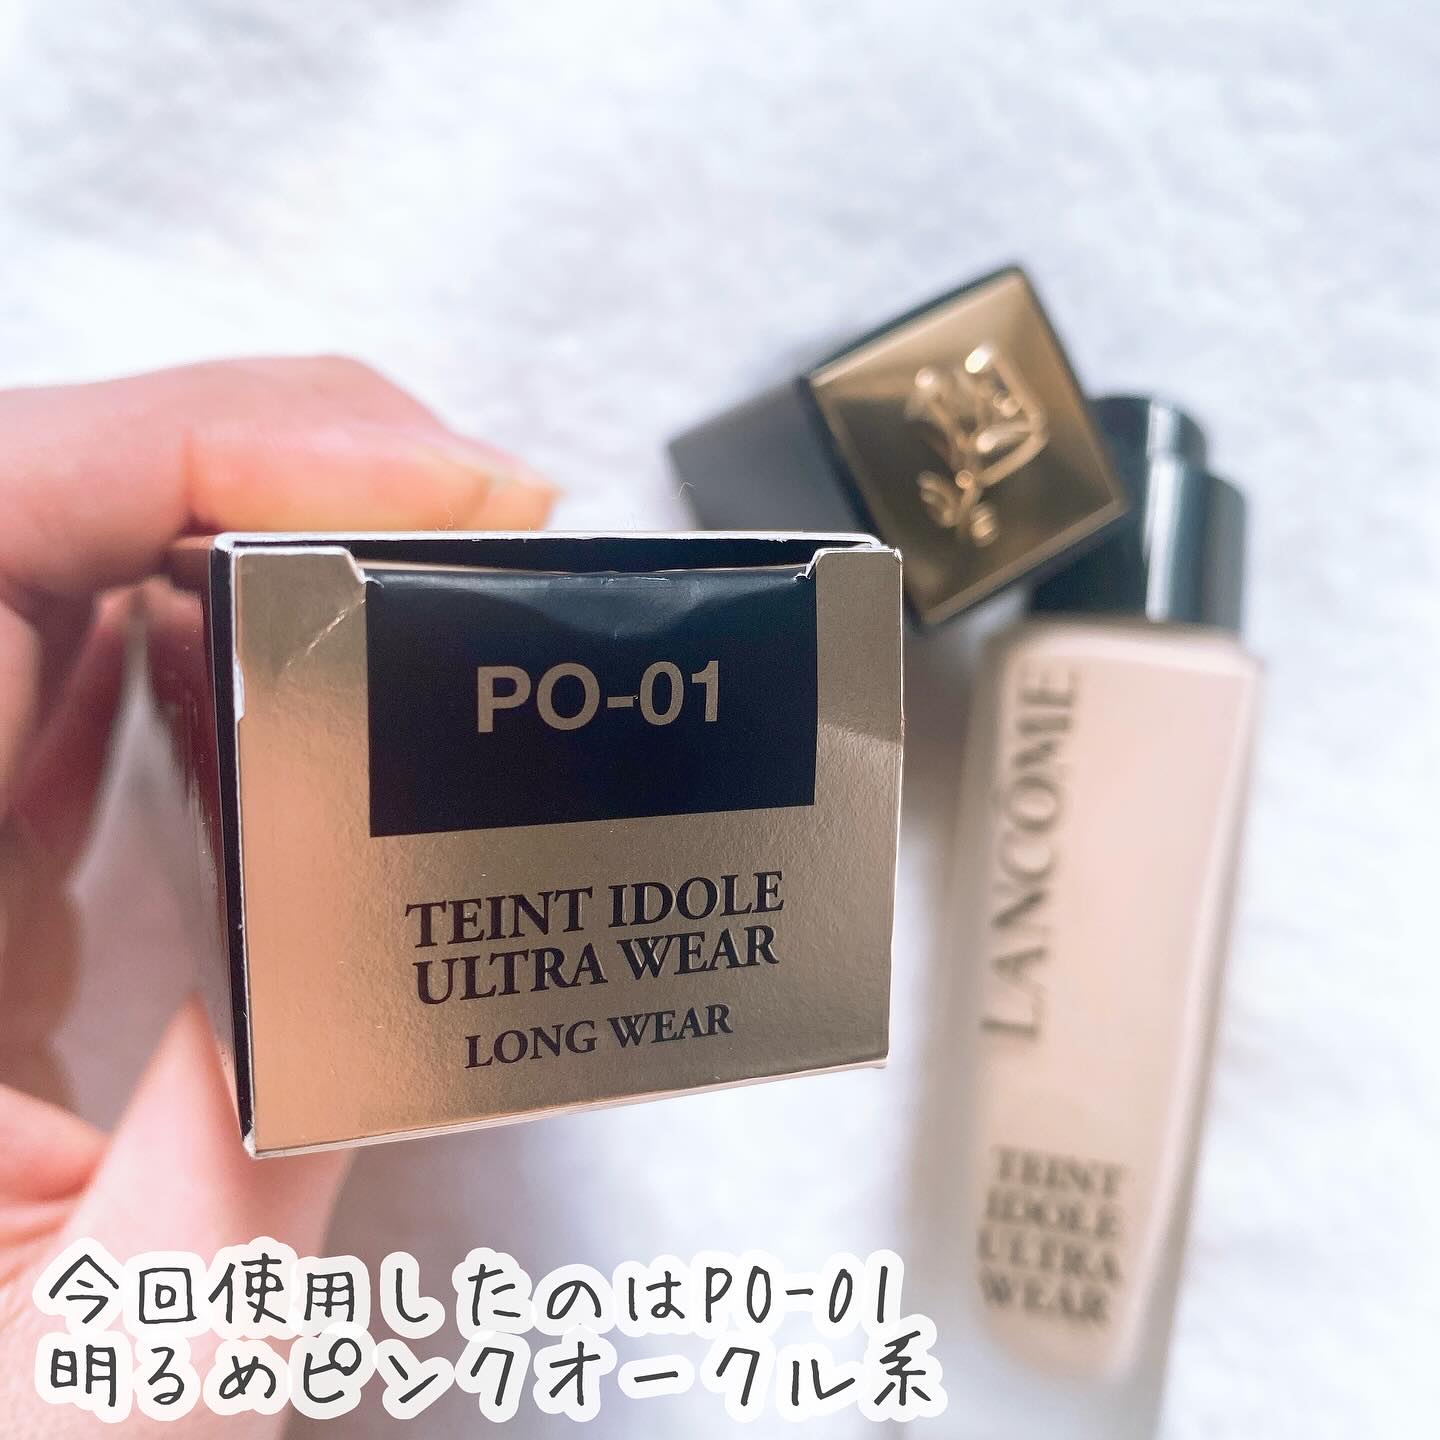 PO-01
TEINT IDOLE
ULTRA WEAR
LONG WEAR
LANCÔME
TEINT
IDOLE
ULTRA
WEAR
今回使用したのはPO-01
明るめピンクオークル系